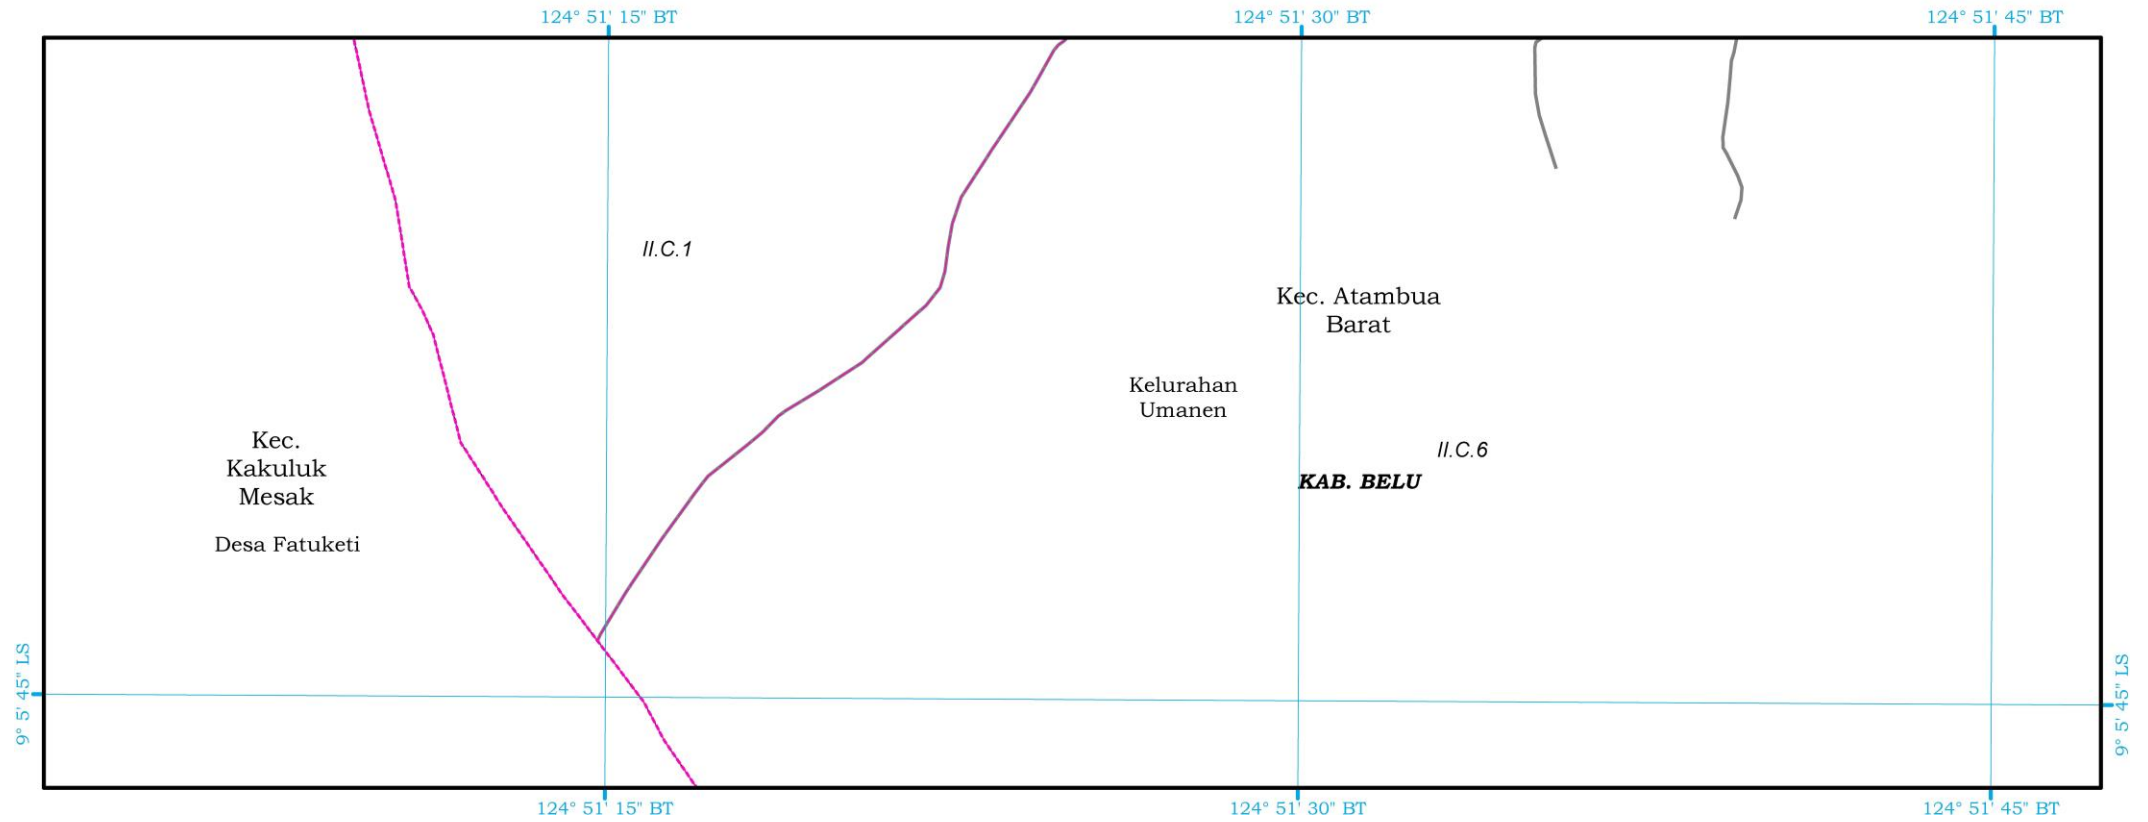 124° 51' 15" BT
124° 51' 30" BT
124° 51' 45" BT
II.C.1
Kec. Atambua
Barat
Kelurahan
Umanen
Kec.
Kakuluk
Mesak
II.C.6
KAB. BELU
Desa Fatuketi
9° 5' 45" LS
9° 5' 45" LS
124° 51' 15" BT
124° 51' 30" BT
124° 51' 45" BT